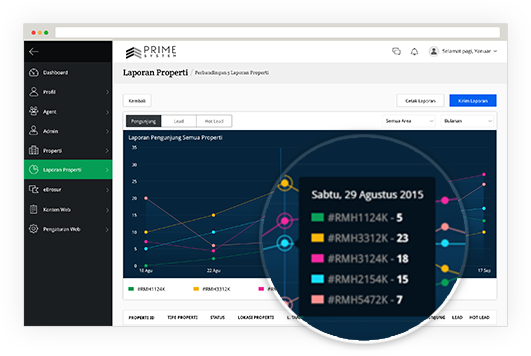 PRIME
SYSTEM
Selamat pagi, Yanuar
Dashboard
Profil
Agent
Admin
Properti
Laporan Properti
eBrosur
Konten Web
Pengaturan Web
Laporan Properti / Perbandingan 5 Laporan Properti
Kembali
Cetak Laporan
Kirim Laporan
Pengunjung
Lead
Hot Lead
Semua Area
Bulanan
Laporan Pengunjung Semua Properti
35
30
25
20
15
10
5
0
18 Agu
22 Agu
17 Sep
Sabtu, 29 Agustus 2015
#RMH1124K - 5
#RMH3312K - 23
#RMH3124K - 18
#RMH2154K - 15
#RMH5472K - 7
#RMH1124K
#RMH3312K
PROPERTI ID
TIPE PROPERTI
STATUS
LOKASI PROPERTI
LEAD
HOT LEAD